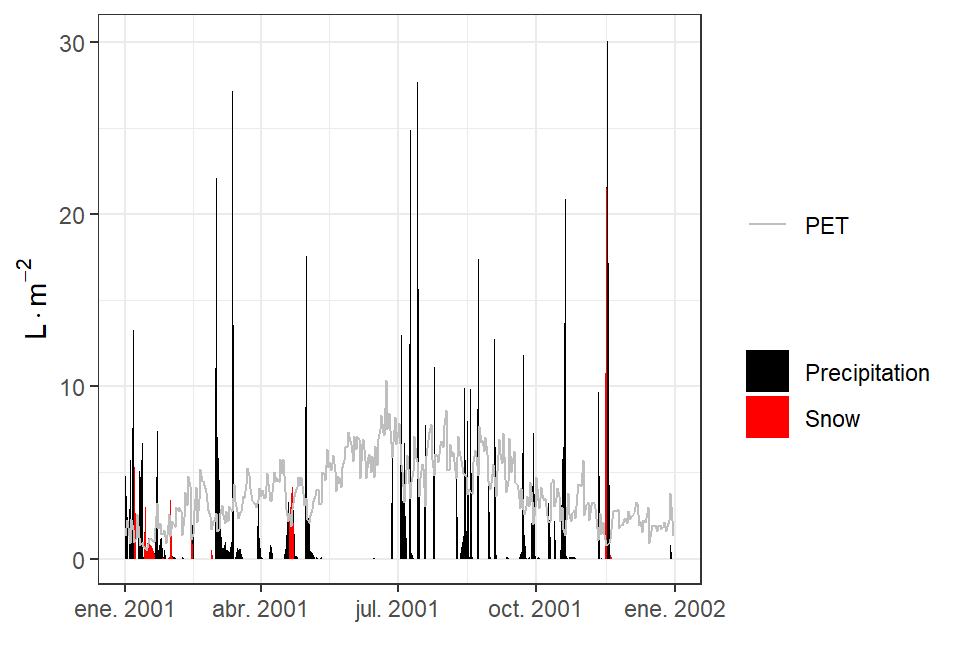 30
20
10
0
L · m⁻²
ene. 2001
abr. 2001
jul. 2001
oct. 2001
ene. 2002
PET
Precipitation
Snow